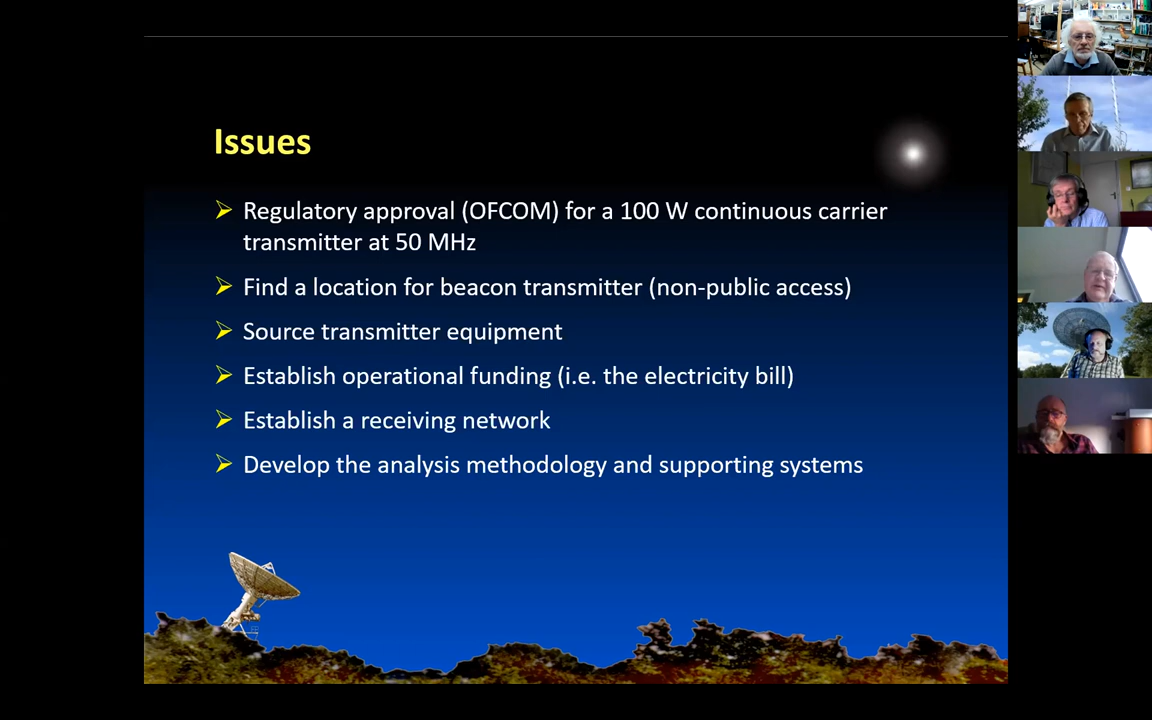 Issues
Regulatory approval (OFCOM) for a 100 W continuous carrier
transmitter at 50 MHz
Find a location for beacon transmitter (non-public access)
Source transmitter equipment
Establish operational funding (i.e. the electricity bill)
Establish a receiving network
Develop the analysis methodology and supporting systems